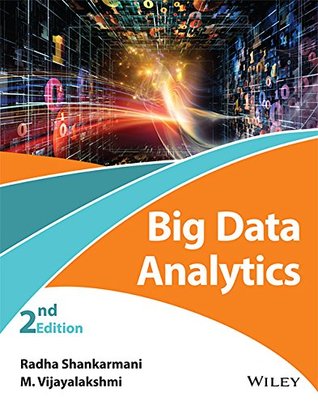 Big Data
Analytics
2nd
Edition
Radha Shankarmani
M. Vijayalakshmi
WILEY